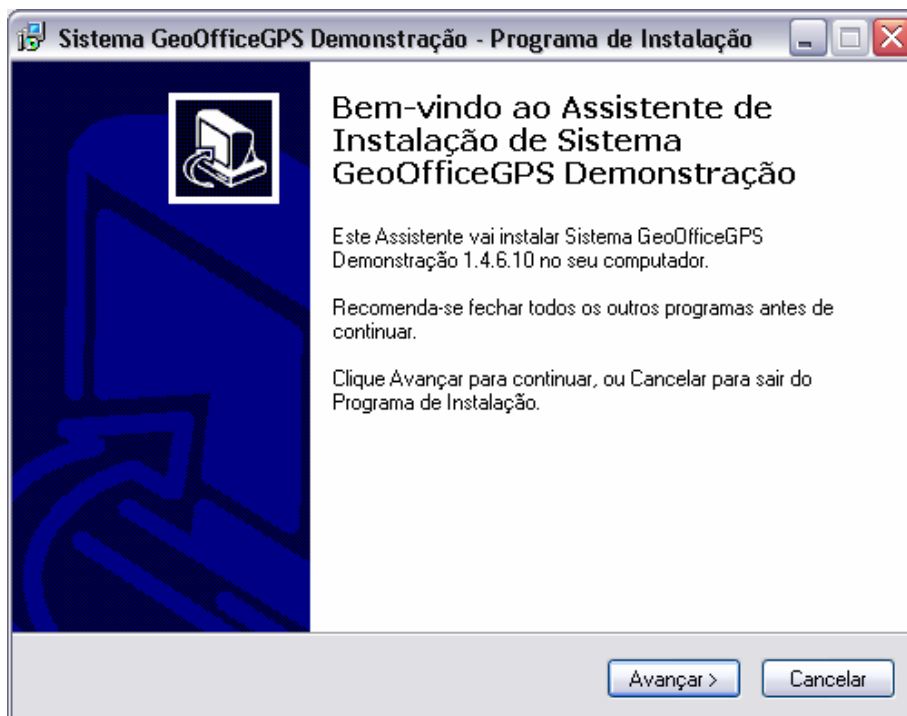 Sistema GeoOfficeGPS Demonstração - Programa de Instalação
Bem-vindo ao Assistente de
Instalação de Sistema
GeoOfficeGPS Demonstração
Este Assistente vai instalar Sistema GeoOfficeGPS
Demonstração 1.4.6.10 no seu computador.
Recomenda-se fechar todos os outros programas antes de
continuar.
Clique Avançar para continuar, ou Cancelar para sair do
Programa de Instalação.
Avançar >
Cancelar